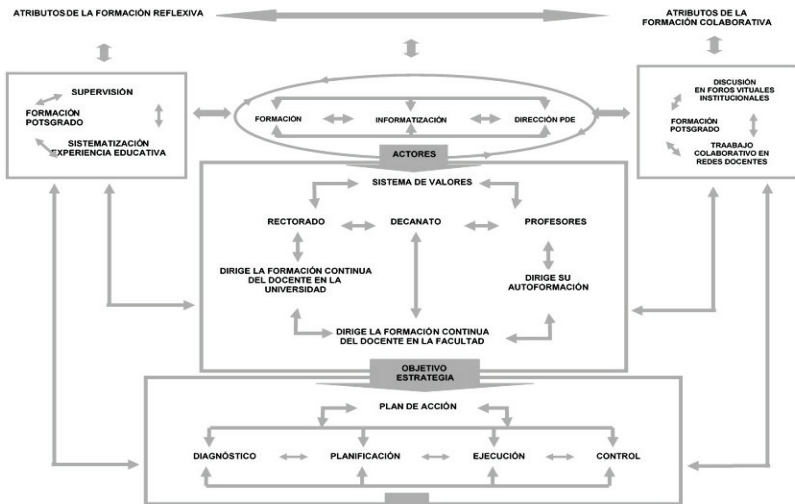 ATRIBUTOS DE LA FORMACIÓN REFLEXIVA
ATRIBUTOS DE LA
FORMACIÓN COLABORATIVA
SUPERVISIÓN
FORMACIÓN
POTSGRADO
SISTEMATIZACIÓN
EXPERIENCIA EDUCATIVA
FORMACIÓN
INFORMATIZACIÓN
DIRECCIÓN PDE
DISCUSIÓN
EN FOROS VITUALES
INSTITUCIONALES
FORMACIÓN
POTSGRADO
TRAABAJO
COLABORATIVO EN
REDES DOCENTES
ACTORES
SISTEMA DE VALORES
RECTORADO
DECANATO
PROFESORES
DIRIGE LA FORMACIÓN CONTINUA
DEL DOCENTE EN LA
UNIVERSIDAD
DIRIGE SU
AUTOFORMACIÓN
DIRIGE LA FORMACIÓN CONTINUA
DEL DOCENTE EN LA FACULTAD
OBJETIVO
ESTRATEGIA
PLAN DE ACCIÓN
DIAGNÓSTICO
PLANIFICACIÓN
EJECUCIÓN
CONTROL